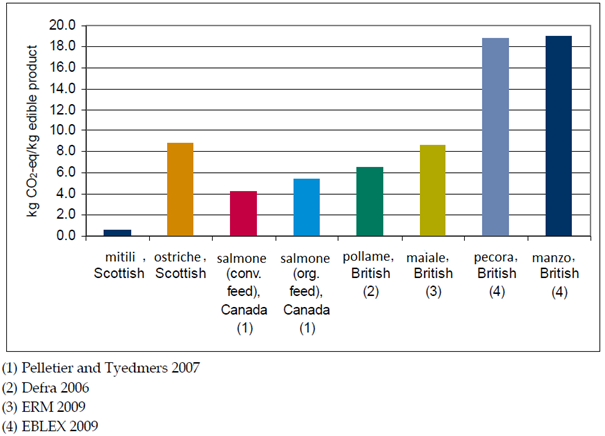 kg CO2-eq/kg edible product
20.0
18.0
16.0
14.0
12.0
10.0
8.0
6.0
4.0
2.0
0.0
mitili , Scottish
ostriche, Scottish
salmone (conv. feed), Canada (1)
salmone (org. feed), Canada (1)
pollame, British (2)
maiale, British (3)
pecora, British (4)
manzo, British (4)
(1) Pelletier and Tyedmers 2007
(2) Defra 2006
(3) ERM 2009
(4) EBLEX 2009